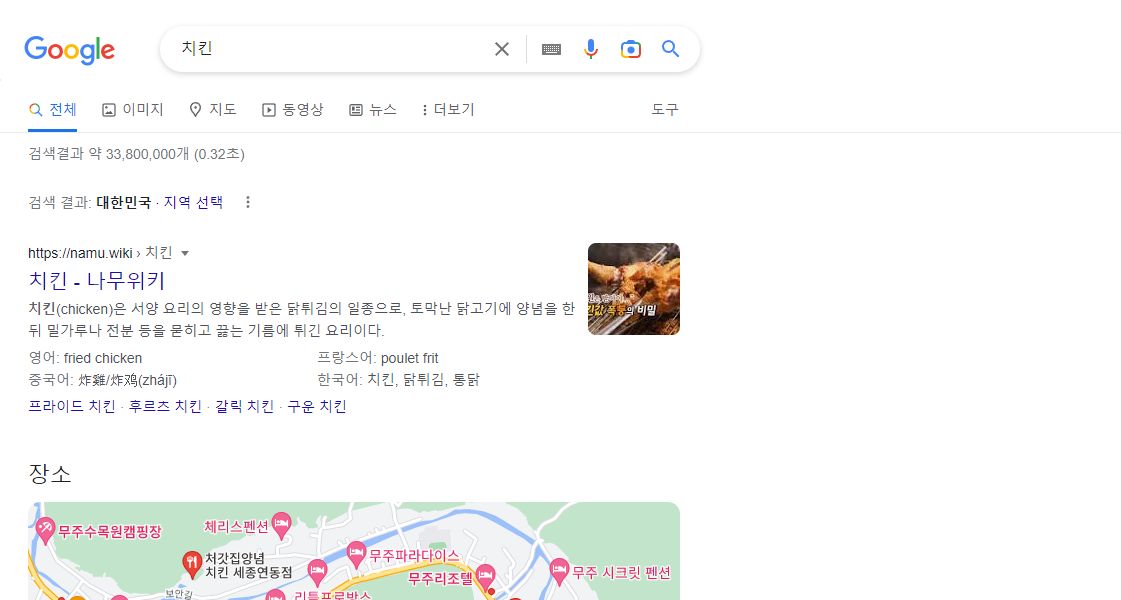 Google
치킨
전체
이미지
지도
동영상
뉴스
더보기
도구
검색결과 약 33,800,000개 (0.32초)
검색 결과: 대한민국 · 지역 선택
https://namu.wiki › 치킨
치킨 - 나무위키
치킨(chicken)은 서양 요리의 영향을 받은 닭튀김의 일종으로, 토막난 닭고기에 양념을 한
뒤 밀가루나 전분 등을 묻히고 끓는 기름에 튀긴 요리이다.
영어: fried chicken
프랑스어: poulet frit
중국어: 炸雞/炸鸡(zhájī)
한국어: 치킨, 닭튀김, 통닭
프라이드 치킨 · 후르츠 치킨 · 갈릭 치킨 · 구운 치킨
폭등의 비밀
장소
무주수목원캠핑장
체리스펜션
처갓집양념
치킨 세종연동점
무주파라다이스
무주리조텔
무주 시크릿 펜션
보안길
리틀프로방스